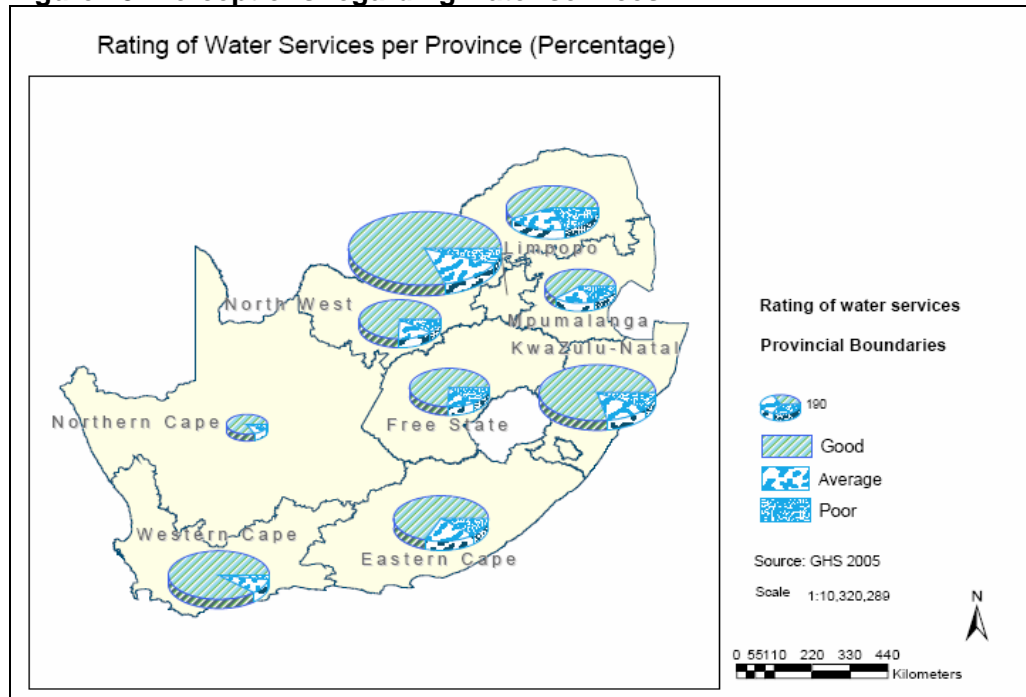 Rating of Water Services per Province (Percentage)
Limpopo
North West
Mpumalanga
KwaZulu-Natal
Northern Cape
Free State
Western Cape
Eastern Cape
Rating of water services
Provincial Boundaries
190
Good
Average
Poor
Source: GHS 2005
Scale 1:10,320,289
N
0 55110 220 330 440
Kilometers